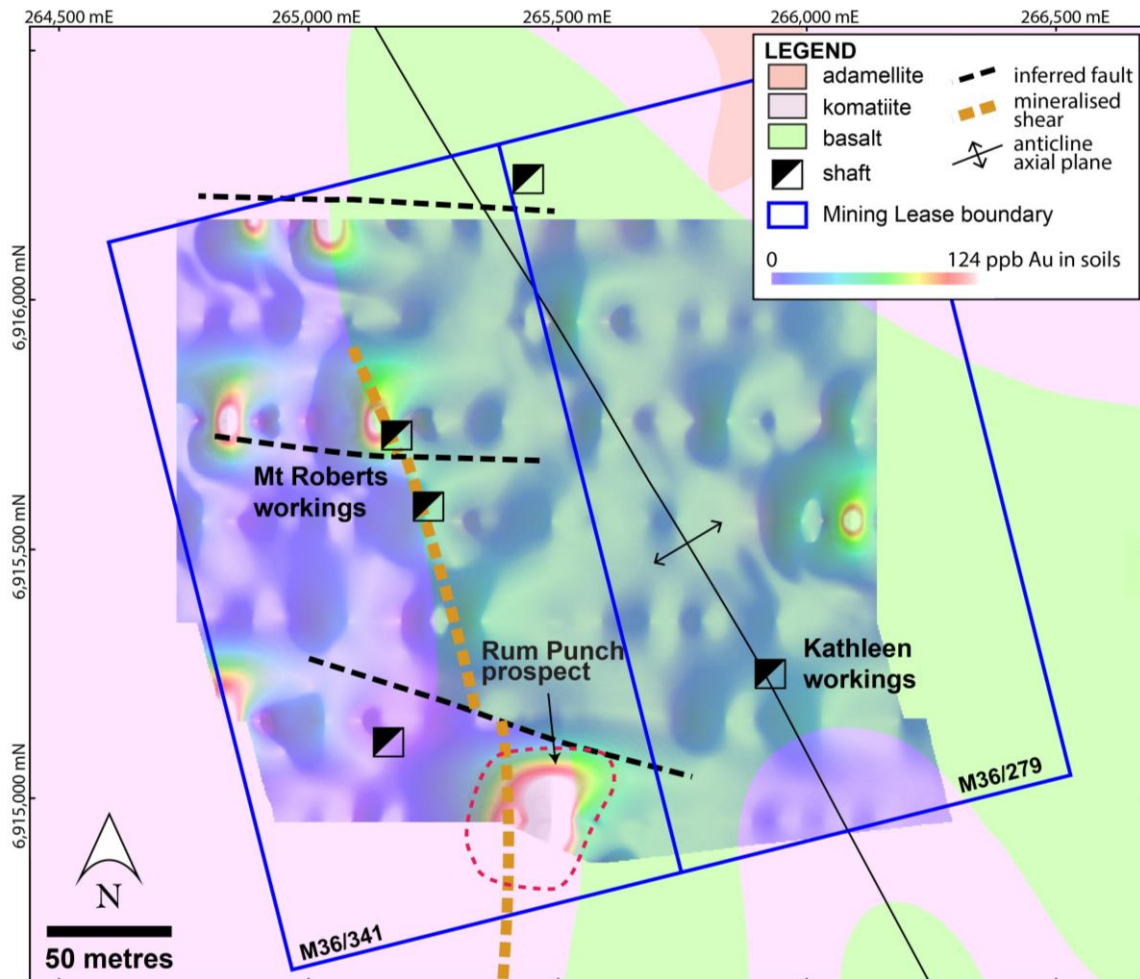 264,500 mE
265,000 mE
265,500 mE
266,000 mE
266,500 mE
LEGEND
adamellite
komatiite
basalt
shaft
Mining Lease boundary
inferred fault
mineralised
shear
anticline
axial plane
0
124 ppb Au in soils
6,916,000 mN
6,915,500 mN
6,915,000 mN
Mt Roberts
workings
Rum Punch
prospect
Kathleen
workings
M36/279
M36/341
N
50 metres